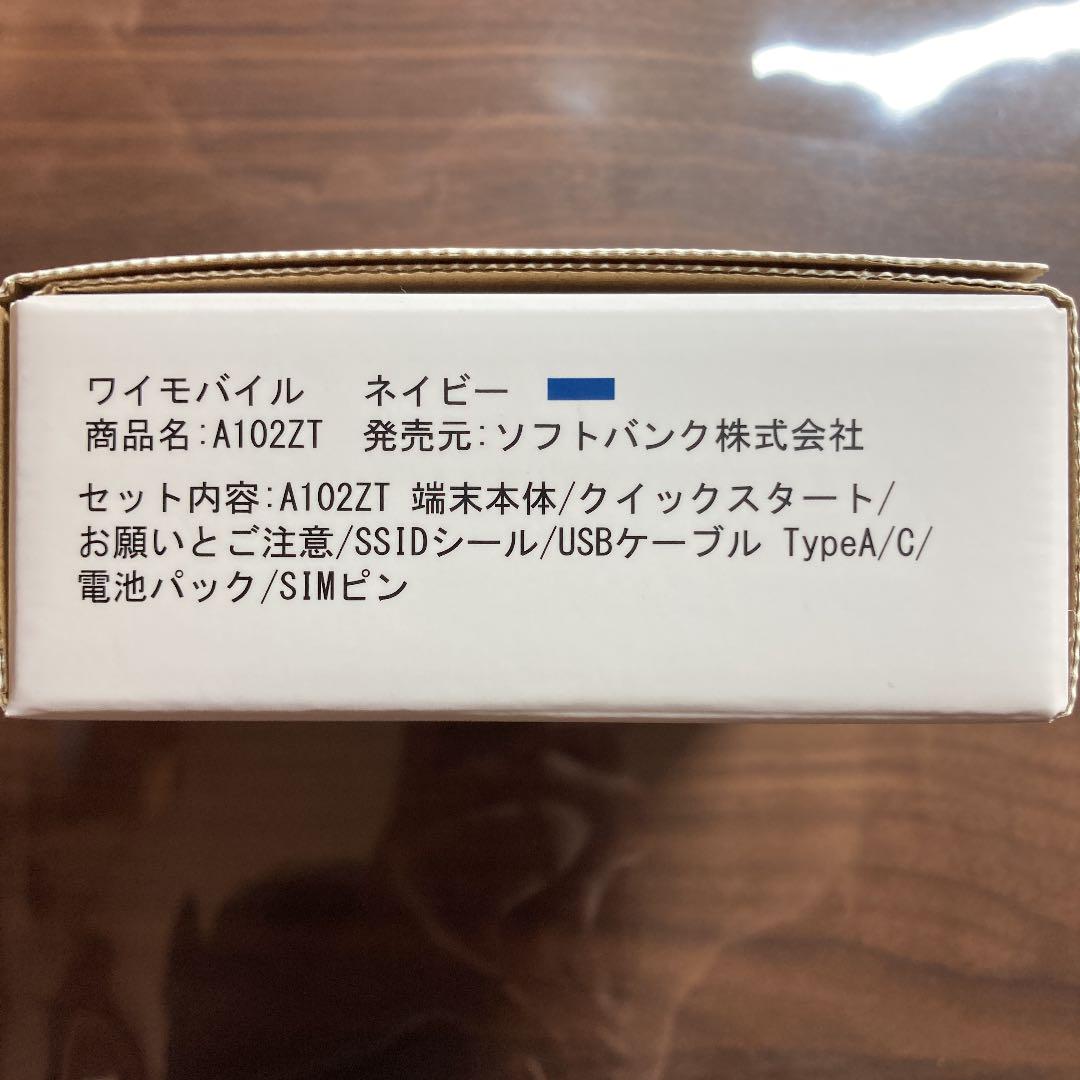 ワイモバイル ネイビー
商品名:A102ZT 発売元:ソフトバンク株式会社
セット内容:A102ZT 端末本体/クイックスタート/
お願いとご注意/SSIDシール/USBケーブル TypeA/C/
電池パック/SIMピン